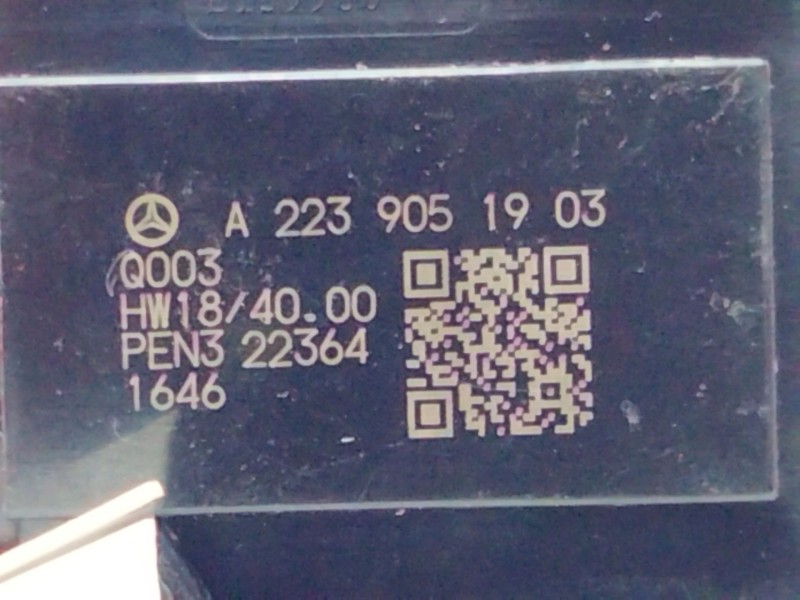 A 223 905 19 03
Q003
HW18/40.00
PEN3 22364
1646